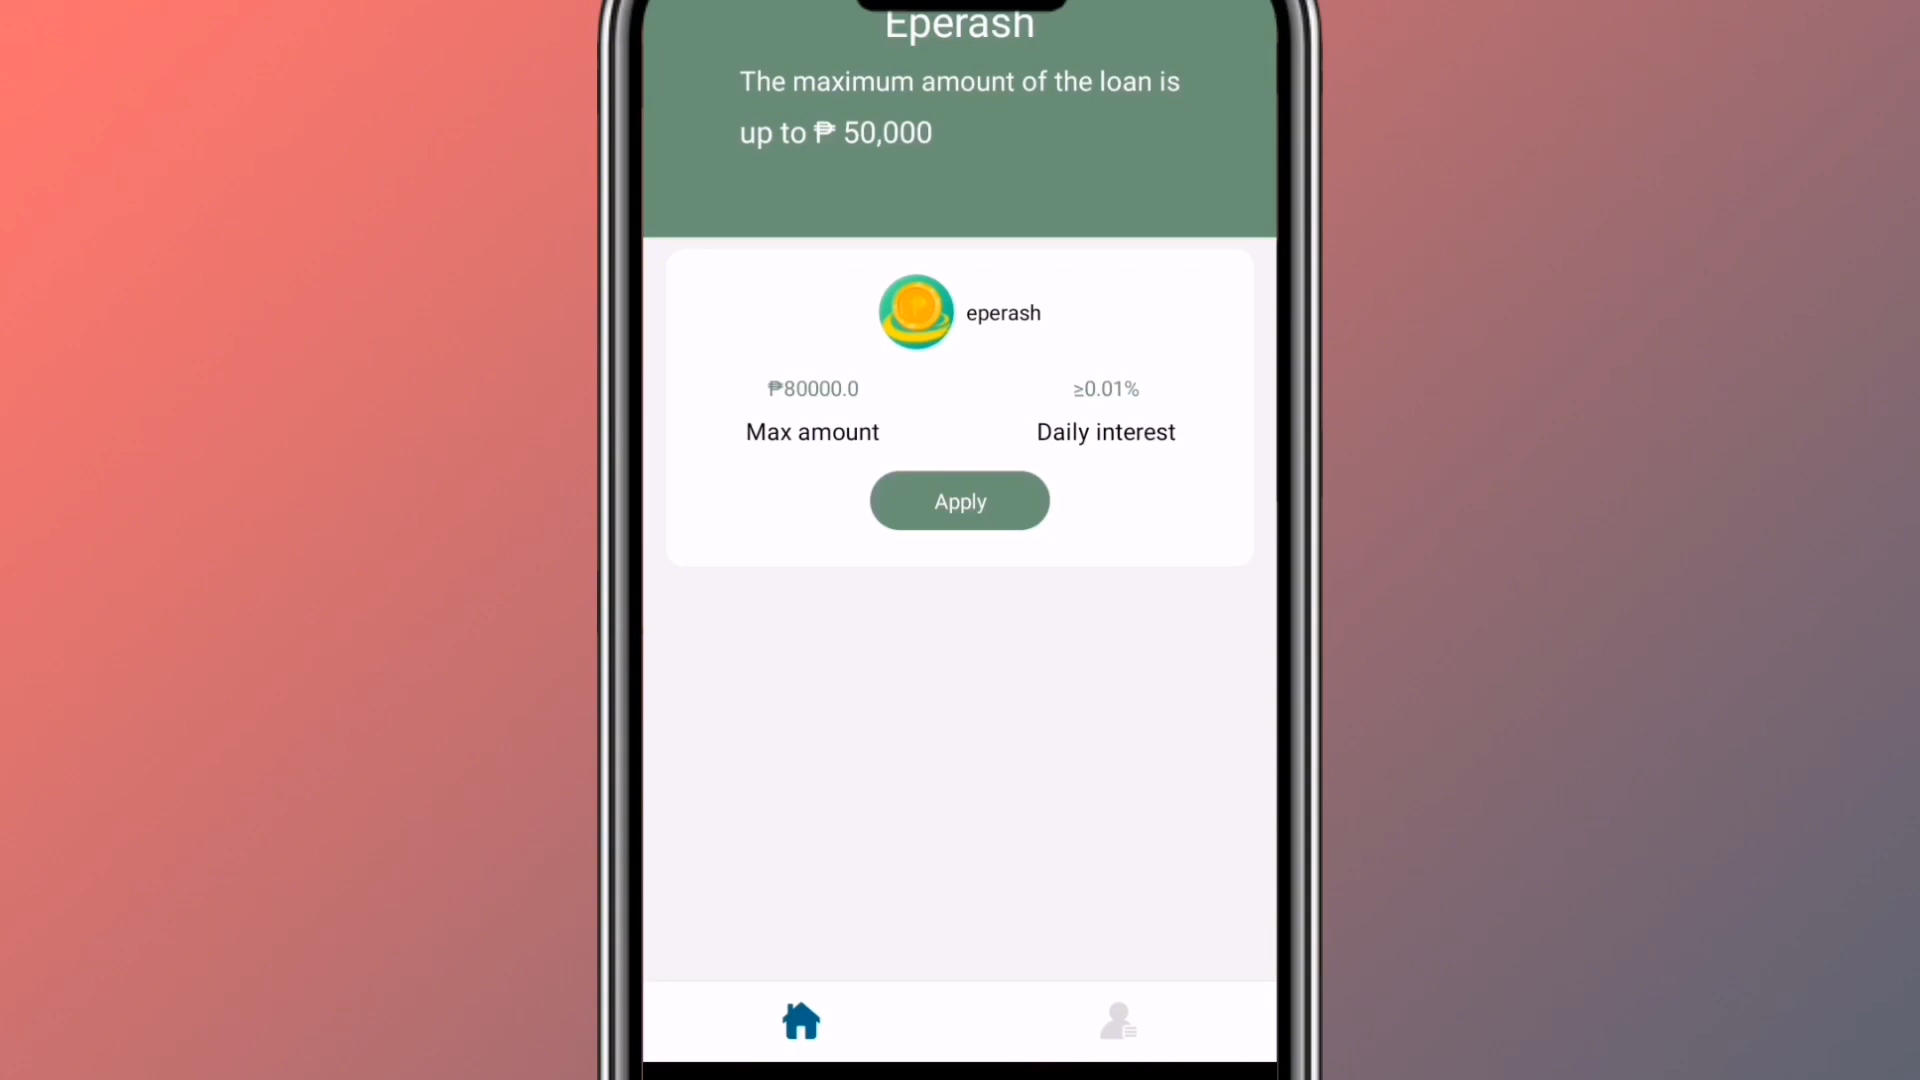 Eperash
The maximum amount of the loan is
up to ₱ 50,000
eperash
₱80000.0
≥0.01%
Max amount
Daily interest
Apply